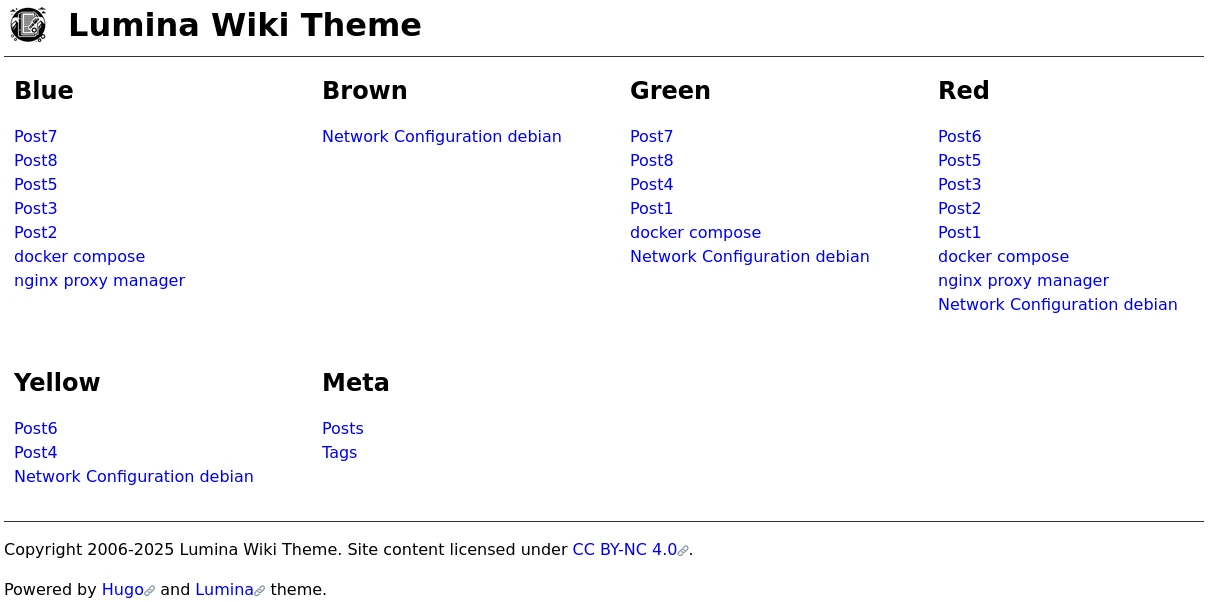 Lumina Wiki Theme
Blue
Post7
Post8
Post5
Post3
Post2
docker compose
nginx proxy manager
Brown
Network Configuration debian
Green
Post7
Post8
Post4
Post1
docker compose
Network Configuration debian
Red
Post6
Post5
Post3
Post2
Post1
docker compose
nginx proxy manager
Network Configuration debian
Yellow
Post6
Post4
Network Configuration debian
Meta
Posts
Tags
Copyright 2006-2025 Lumina Wiki Theme. Site content licensed under CC BY-NC 4.0.
Powered by Hugo and Lumina theme.